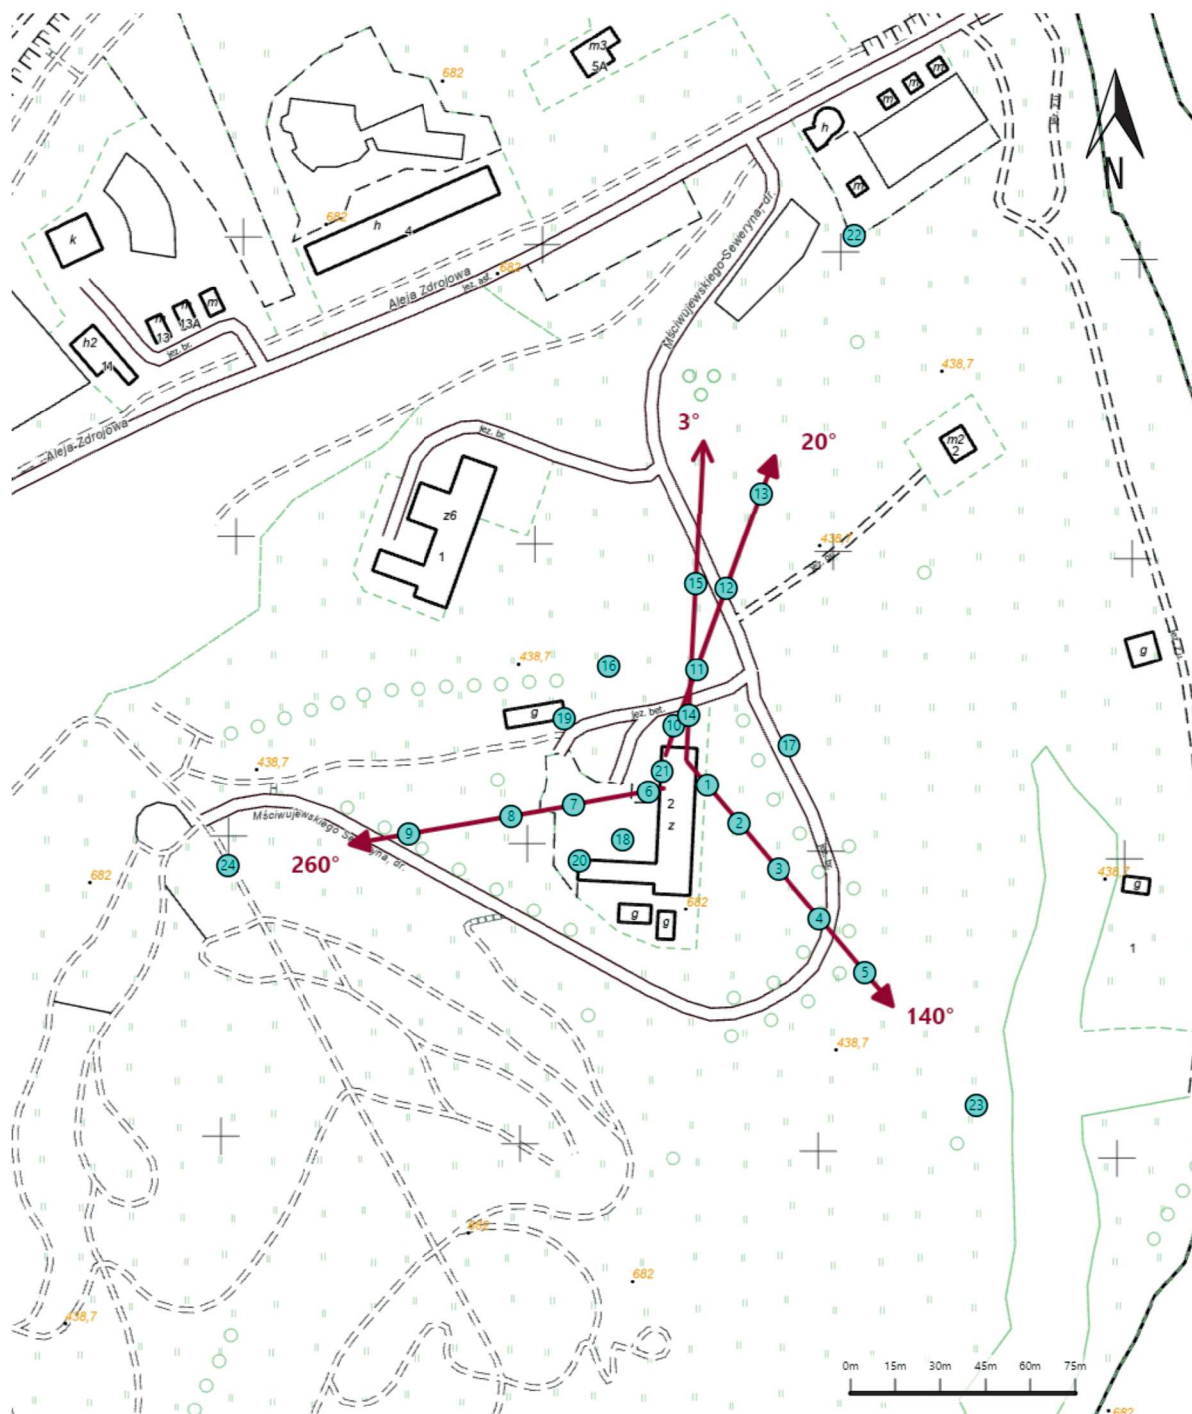 m3
5A
682
m
m
m
h
m
N
k
682
h
4
22
682
Aleja Zdrojowa
jez. asf.
Mściwujewskiego Seweryna, dr.
m
13
13A
jez. br.
h2
14
438,7
3°
Aleja Zdrojowa
jez. br.
20°
m2
2
13
z6
1
438,7
15
12
438,7
16
11
g
g
19
jez. bet.
14
10
17
438,7
21
1
6
2
7
z
8
2
Mściwujewskiego Seweryna, dr.
9
18
260°
20
3
24
682
438,7
g
682
g
g
4
1
5
140°
438,7
23
682
682
438,7
0m
15m
30m
45m
60m
75m
682